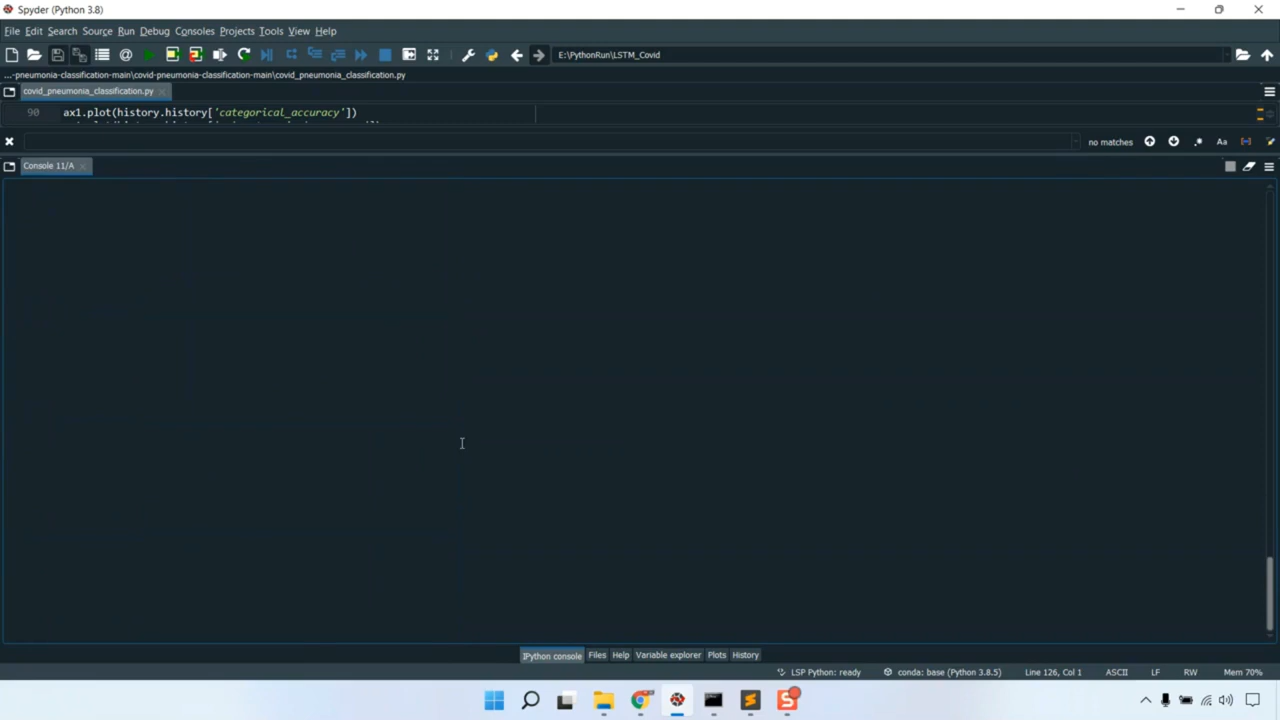 Spyder (Python 3.8)
File Edit Search Source Run Debug Consoles Projects Tools View Help
E:\PythonRun\LSTM_Covid
...-pneumonia-classification-main\covid-pneumonia-classification-main\covid_pneumonia_classification.py
covid_pneumonia_classification.py
90 ax1.plot(history.history['categorical_accuracy'])
no matches Aa
Console 11/A
IPython console Files Help Variable explorer Plots History
LSP Python: ready conda: base (Python 3.8.5) Line 126, Col 1 ASCII LF RW Mem 70%